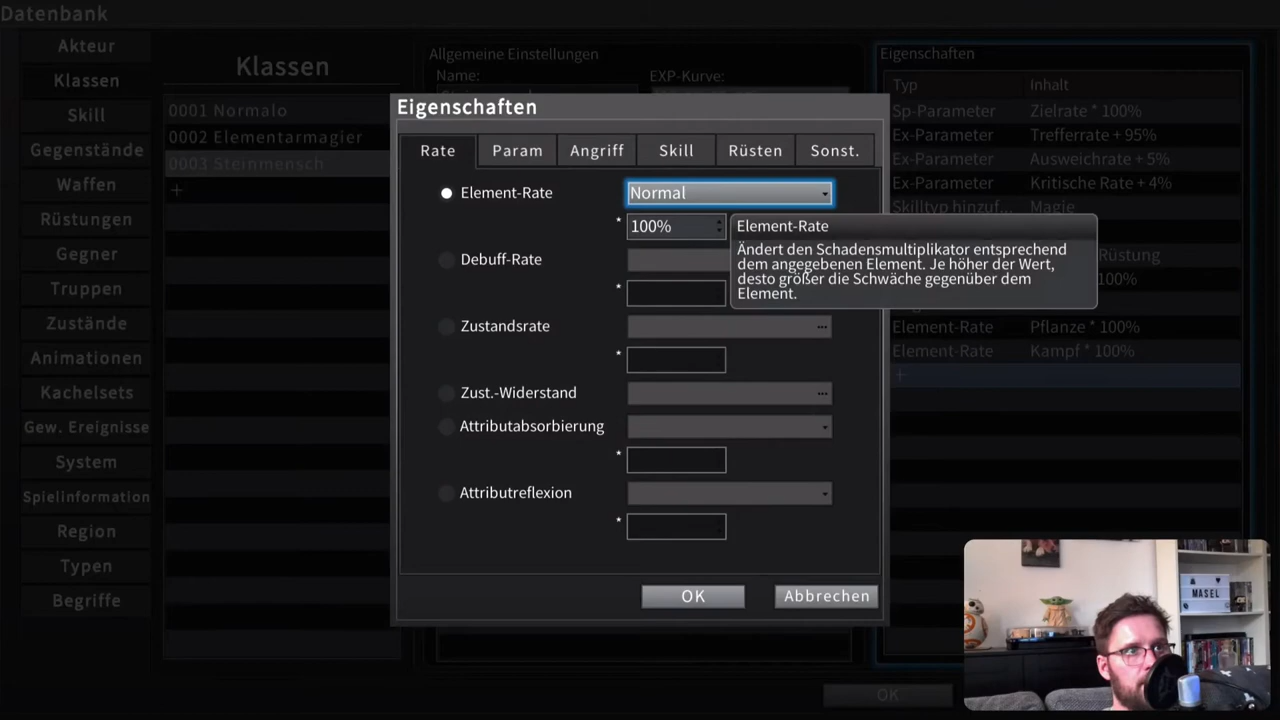 Datenbank
Akteur
Klassen
Skill
Gegenstände
Waffen
Rüstungen
Gegner
Truppen
Zustände
Animationen
Kachelsets
Gew. Ereignisse
System
Spielinformation
Region
Typen
Begriffe
Klassen
0001 Normalo
0002 Elementarmagier
0003 Steinmensch
+
Allgemeine Einstellungen
Name:
EXP-Kurve:
Eigenschaften
Rate
Param
Angriff
Skill
Rüsten
Sonst.
Element-Rate
Normal
* 100%
Debuff-Rate
*
Zustandsrate
...
*
Zust.-Widerstand
...
Attributabsorbierung
*
Attributreflexion
*
OK
Abbrechen
Element-Rate
Ändert den Schadensmultiplikator entsprechend
dem angegebenen Element. Je höher der Wert,
desto größer die Schwäche gegenüber dem
Element.
Eigenschaften
Typ Inhalt
Sp-Parameter Zielrate * 100%
Ex-Parameter Trefferrate + 95%
Ex-Parameter Ausweichrate + 5%
Ex-Parameter Kritische Rate + 4%
Skilltyp hinzuf... Magie
Rüstung
100%
Element-Rate Pflanze * 100%
Element-Rate Kampf * 100%
+
OK
MASEL